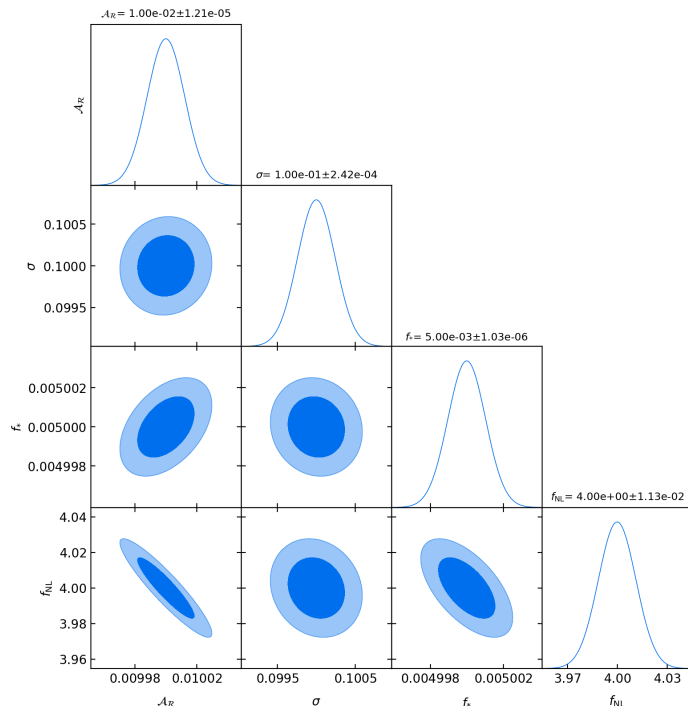 𝒜ℛ= 1.00e-02±1.21e-05
𝒜ℛ
σ= 1.00e-01±2.42e-04
0.1005
0.1000
0.0995
σ
f*= 5.00e-03±1.03e-06
0.005002
0.005000
0.004998
f*
fNL= 4.00e+00±1.13e-02
4.04
4.02
4.00
3.98
3.96
fNL
0.00998 0.01002
0.0995 0.1005
0.004998 0.005002
3.97 4.00 4.03
𝒜ℛ σ f* fNL